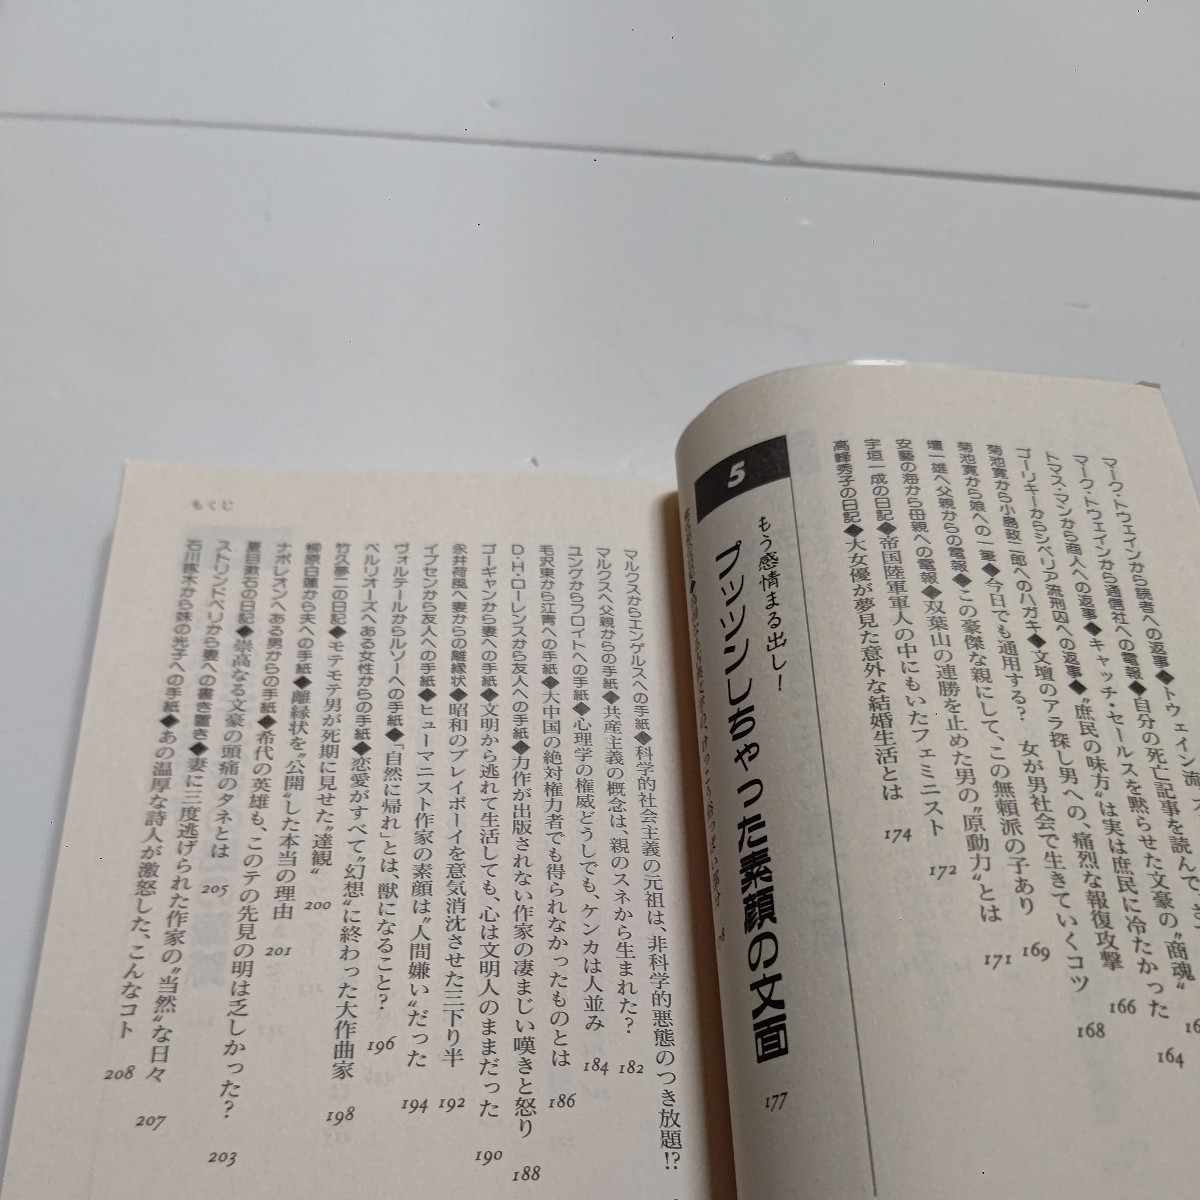 マーク・トウェインから読者への返事◆トウェイン流
マーク・トウェインから通信社への電報◆自分の死亡記事を読んだ文豪の〝商魂〟 164
トマス・マンから商人への返事◆キャッチ・セールスを黙らせた文豪の
ゴーリキーからシベリア流刑囚への返事◆〝庶民の味方〟は実は庶民に冷たかった 166
菊池寛から小島政二郎へのハガキ◆文壇のアラ探し男への、痛烈な報復攻撃 168
菊池寛から娘への一筆◆今日でも通用する? 女が男社会で生きていくコツ 169
壇一雄へ父親からの電報◆この豪傑な親にして、この無頼派の子あり 171
安藝の海から母親への電報◆双葉山の連勝を止めた男の〝原動力〟とは 172
宇垣一成の日記◆帝国陸軍軍人の中にもいたフェミニスト 174
高峰秀子の日記◆大女優が夢見た意外な結婚生活とは
5
もう感情まる出し!
プッツンしちゃった素顔の文面 177
もくじ
マルクスからエンゲルスへの手紙◆科学的社会主義の元祖は、非科学的悪態のつき放題!?
マルクスへ父親からの手紙◆共産主義の概念は、親のスネから生まれた? 182
ユングからフロイトへの手紙◆心理学の権威どうしでも、ケンカは人並み 184
毛沢東から江青への手紙◆大中国の絶対権力者でも得られなかったものとは 186
D・H・ローレンスから友人への手紙◆力作が出版されない作家の凄まじい嘆きと怒り 188
ゴーギャンから妻への手紙◆文明から逃れて生活しても、心は文明人のままだった 190
永井荷風へ妻からの離縁状◆昭和のプレイボーイを意気消沈させた三下り半 192
イプセンから友人への手紙◆ヒューマニスト作家の素顔は〝人間嫌い〟だった 194
ヴォルテールからルソーへの手紙◆「自然に帰れ」とは、獣になること? 196
ベルリオーズへある女性からの手紙◆恋愛がすべて〝幻想〟に終わった大作曲家 198
竹久夢二の日記◆モテモテ男が死期に見せた〝達観〟 200
柳原白蓮から夫への手紙◆離縁状を〝公開〟した本当の理由 201
ナポレオンへある男からの手紙◆希代の英雄も、このテの先見の明は乏しかった? 203
夏目漱石の日記◆崇高なる文豪の頭痛のタネとは 205
ストリンドベリから妻への書き置き◆妻に三度逃げられた作家の〝当然〟な日々 207
石川啄木から妹の光子への手紙◆あの温厚な詩人が激怒した、こんなコト 208